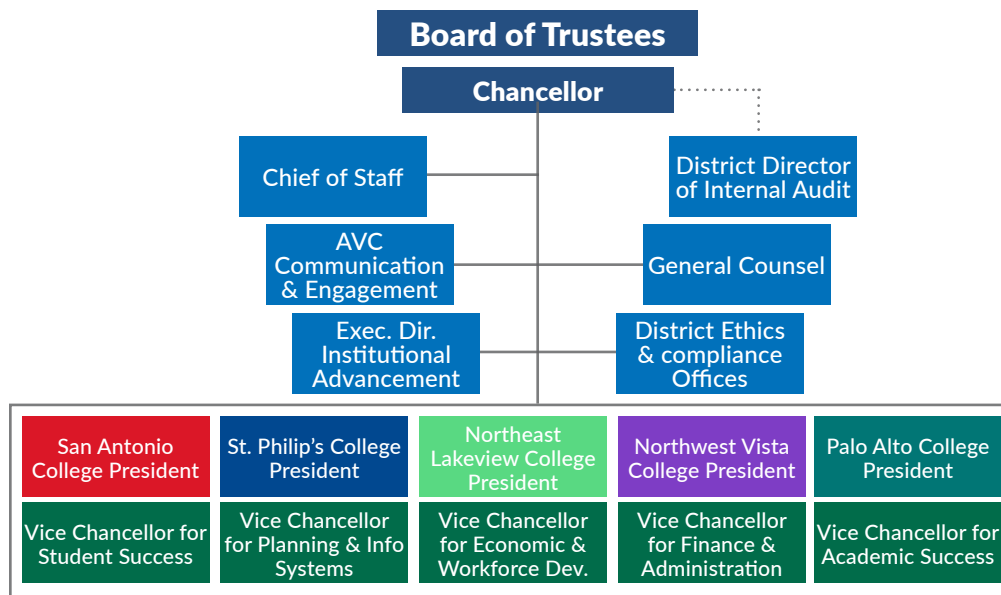 Board of Trustees
Chancellor
Chief of Staff
District Director
of Internal Audit
AVC
Communication
& Engagement
General Counsel
Exec. Dir.
Institutional
Advancement
District Ethics
& compliance
Offices
San Antonio
College President
St. Philip's College
President
Northeast
Lakeview College
President
Northwest Vista
College President
Palo Alto College
President
Vice Chancellor for
Student Success
Vice Chancellor
for Planning & Info
Systems
Vice Chancellor
for Economic &
Workforce Dev.
Vice Chancellor
for Finance &
Administration
Vice Chancellor for
Academic Success